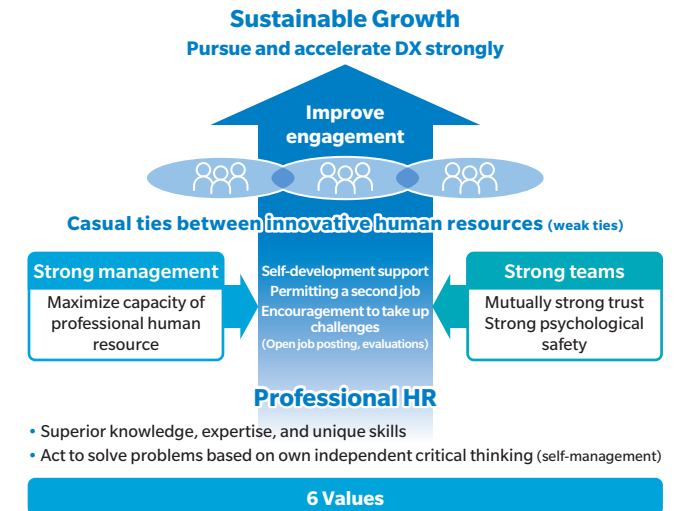 Sustainable Growth
Pursue and accelerate DX strongly
Improve
engagement
Casual ties between innovative human resources (weak ties)
Strong management
Maximize capacity of
professional human
resource
Self-development support
Permitting a second job
Encouragement to take up
challenges
(Open job posting, evaluations)
Strong teams
Mutually strong trust
Strong psychological
safety
Professional HR
• Superior knowledge, expertise, and unique skills
• Act to solve problems based on own independent critical thinking (self-management)
6 Values